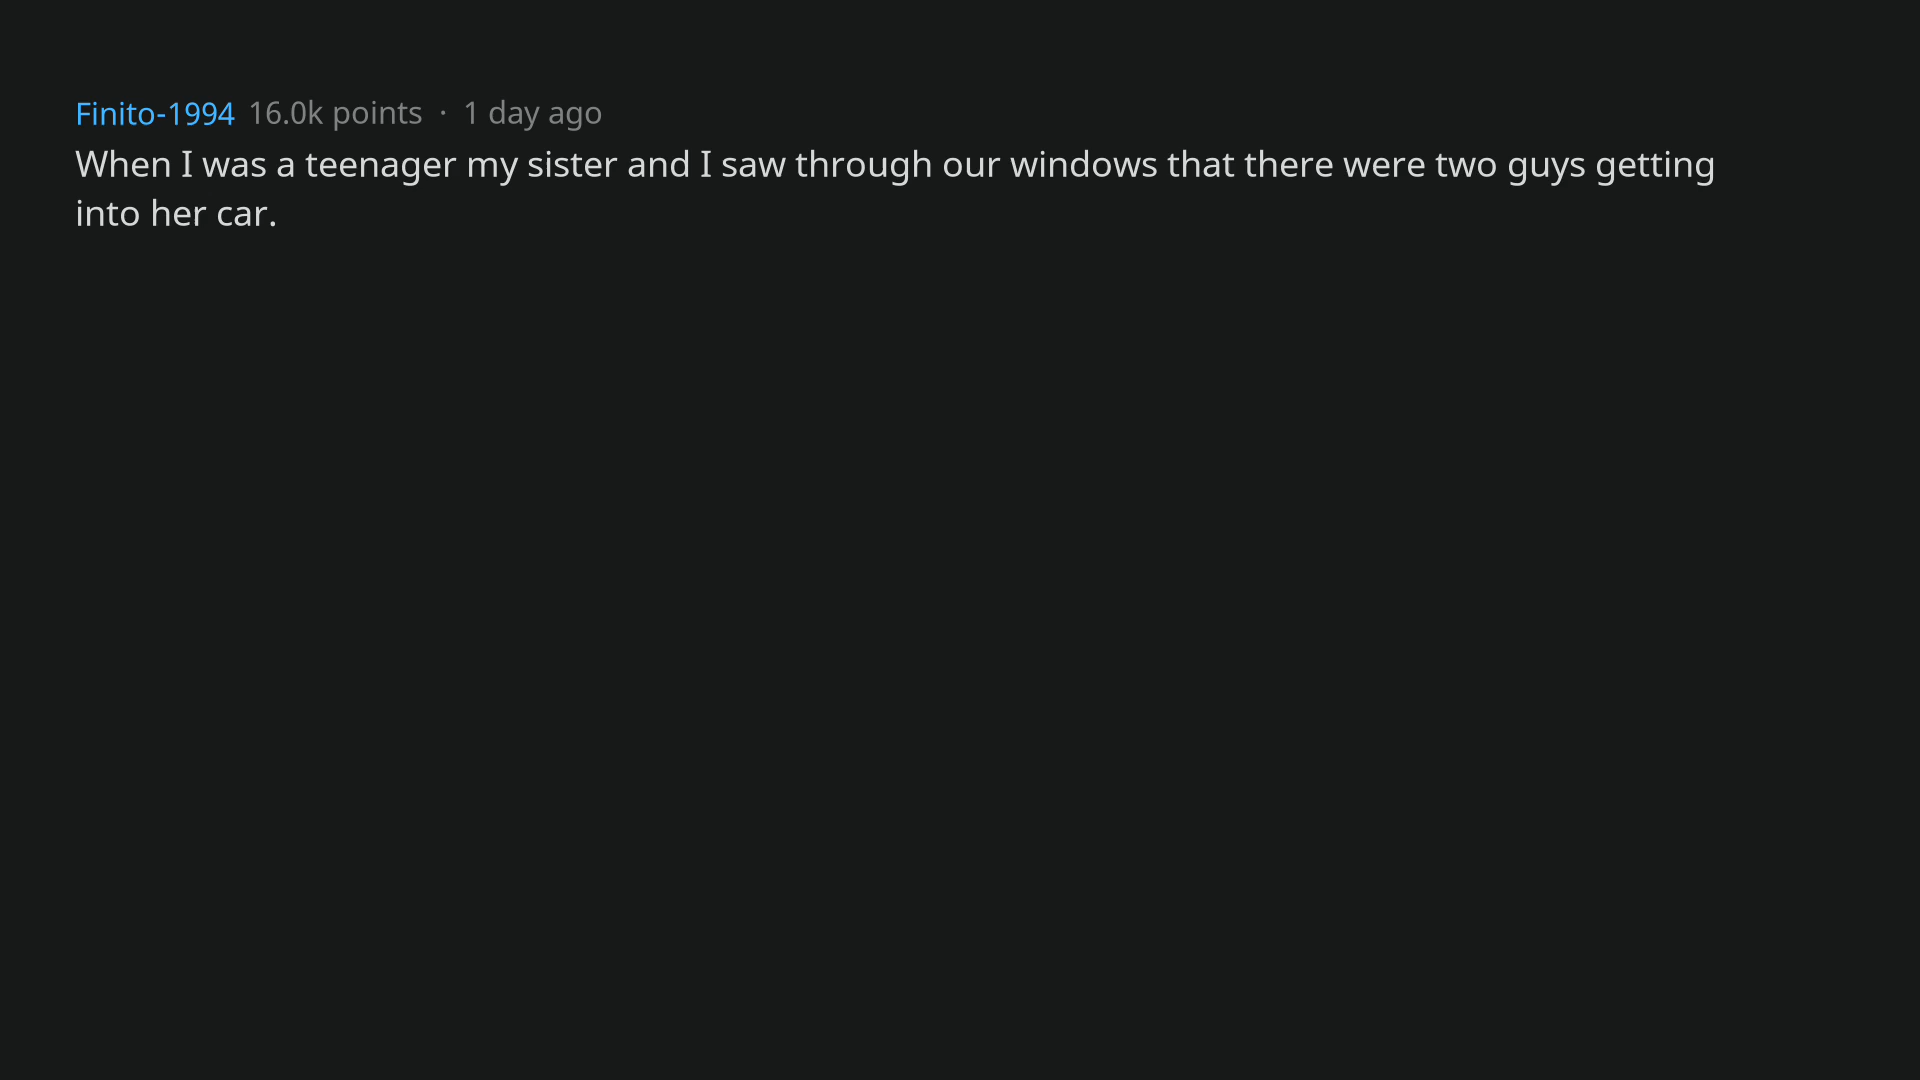 Finito-1994 16.0k points · 1 day ago
When I was a teenager my sister and I saw through our windows that there were two guys getting
into her car.